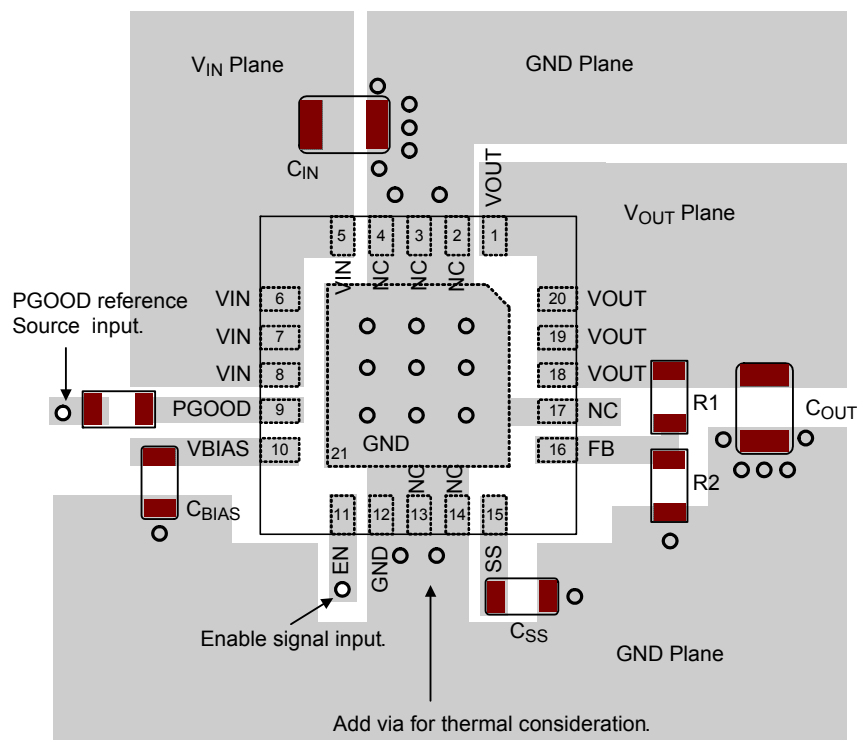 VIN Plane
GND Plane
CIN
VOUT
VOUT Plane
5
4
3
2
1
VIN
NC
NC
NC
PGOOD reference
Source input.
VIN
6
20
VOUT
VIN
7
19
VOUT
VIN
8
18
VOUT
PGOOD
9
17
NC
R1
COUT
VBIAS
10
21
GND
16
FB
NC
NC
R2
CBIAS
11
12
13
14
15
EN
GND
SS
Enable signal input.
CSS
GND Plane
Add via for thermal consideration.